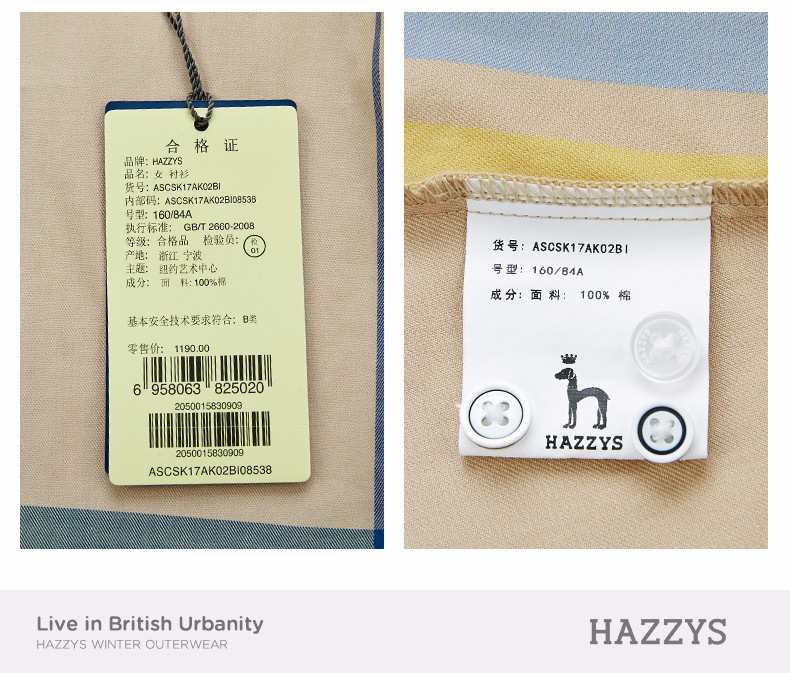 合 格 证
品牌: HAZZYS
品名: 女 衬衫
货号: ASCSK17AK02BI
内部码: ASCSK17AK02BI08538
号型: 160/84A
执行标准: GB/T 2660-2008
等级: 合格品 检验员: 检 01
产地: 浙江 宁波
主题: 纽约艺术中心
成分: 面 料: 100%棉
基本安全技术要求符合: B类
零售价: 1190.00
6 958063 825020
2050015830909
2050015830909
ASCSK17AK02BI08538
货号: ASCSK17AK02BI
号型: 160/84A
成分: 面 料: 100% 棉
HAZZYS
Live in British Urbanity
HAZZYS WINTER OUTERWEAR
HAZZYS